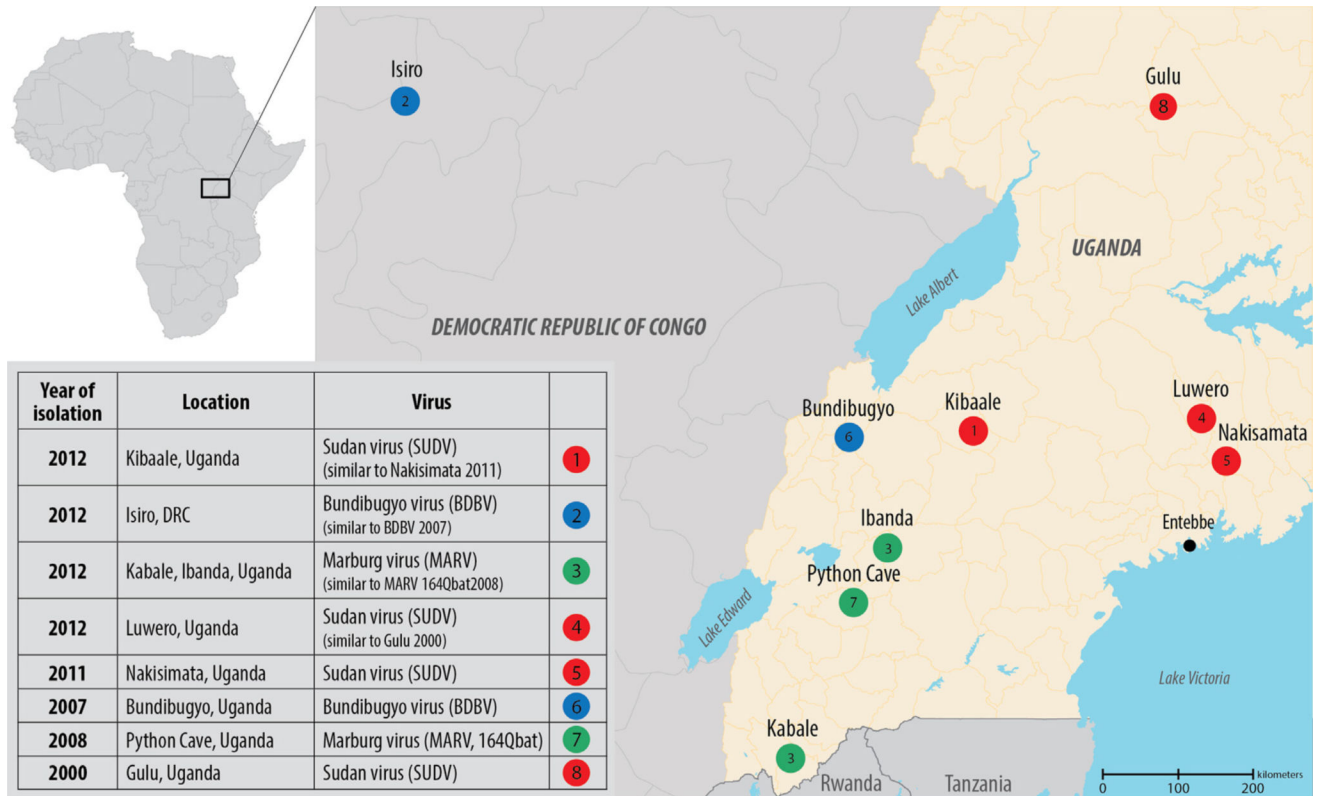 Isiro
2
Gulu
8
UGANDA
Lake Albert
DEMOCRATIC REPUBLIC OF CONGO
Bundibugyo
6
Kibaale
1
Luwero
4
Nakisamata
5
Ibanda
3
Entebbe
Python Cave
7
Lake Edward
Lake Victoria
Kabale
3
Rwanda
Tanzania
kilometers
0 100 200
Year of isolation Location Virus
2012 Kibaale, Uganda Sudan virus (SUDV) 1
(similar to Nakisimata 2011)
2012 Isiro, DRC Bundibugyo virus (BDBV) 2
(similar to BDBV 2007)
2012 Kabale, Ibanda, Uganda Marburg virus (MARV) 3
(similar to MARV 164Qbat2008)
2012 Luwero, Uganda Sudan virus (SUDV) 4
(similar to Gulu 2000)
2011 Nakisimata, Uganda Sudan virus (SUDV) 5
2007 Bundibugyo, Uganda Bundibugyo virus (BDBV) 6
2008 Python Cave, Uganda Marburg virus (MARV, 164Qbat) 7
2000 Gulu, Uganda Sudan virus (SUDV) 8